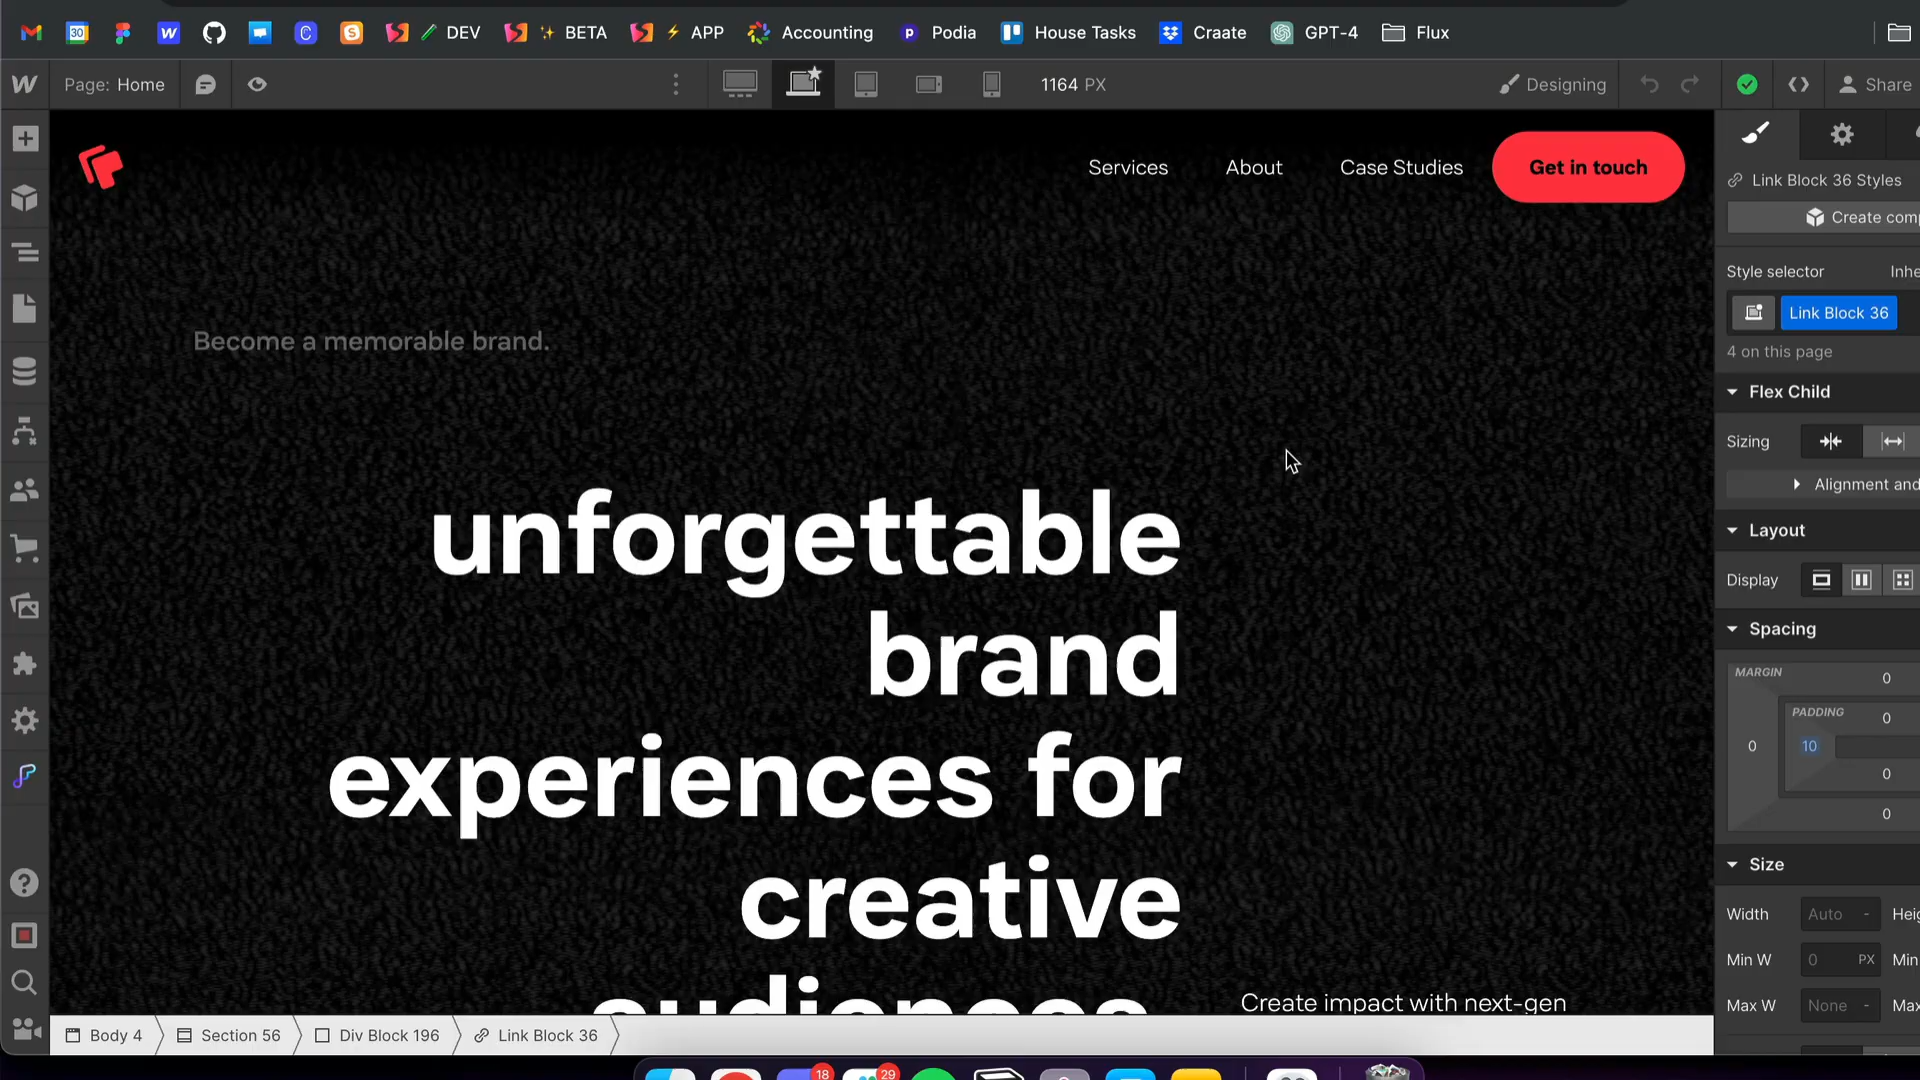 30
DEV
BETA
APP
Accounting
Podia
House Tasks
Craate
GPT-4
Flux
Page: Home
1164 PX
Designing
Share
Services
About
Case Studies
Get in touch
Become a memorable brand.
unforgettable
brand
experiences for
creative
audiences
Create impact with next-gen
Link Block 36 Styles
Create comp
Style selector
Inhe
Link Block 36
4 on this page
Flex Child
Sizing
Alignment and
Layout
Display
Spacing
MARGIN
0
PADDING
0
0
10
0
0
Size
Width
Auto -
Heig
Min W
0 PX
Min
Max W
None -
Max
Body 4
Section 56
Div Block 196
Link Block 36
18
29